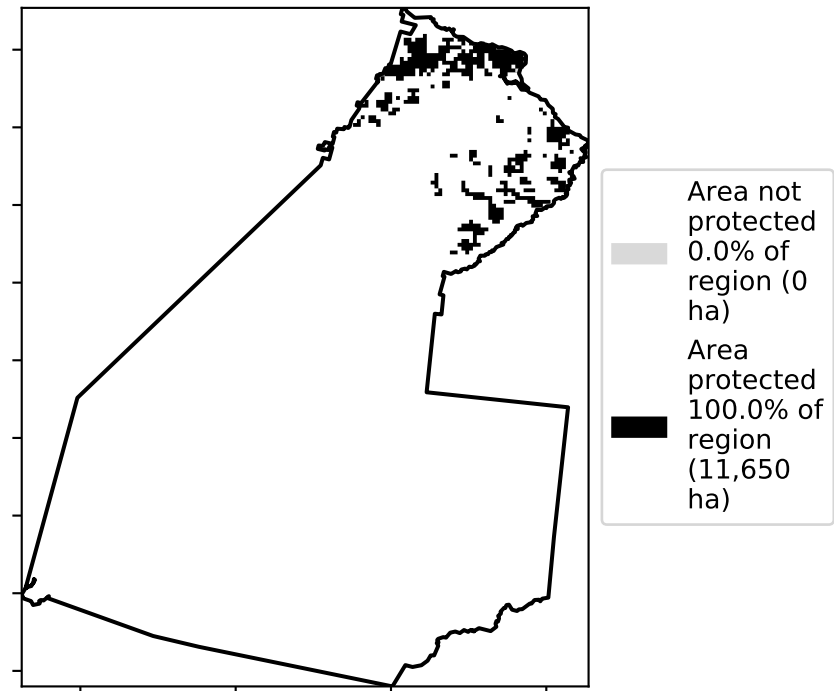 Area not
protected
0.0% of
region (0
ha)
Area
protected
100.0% of
region
(11,650
ha)